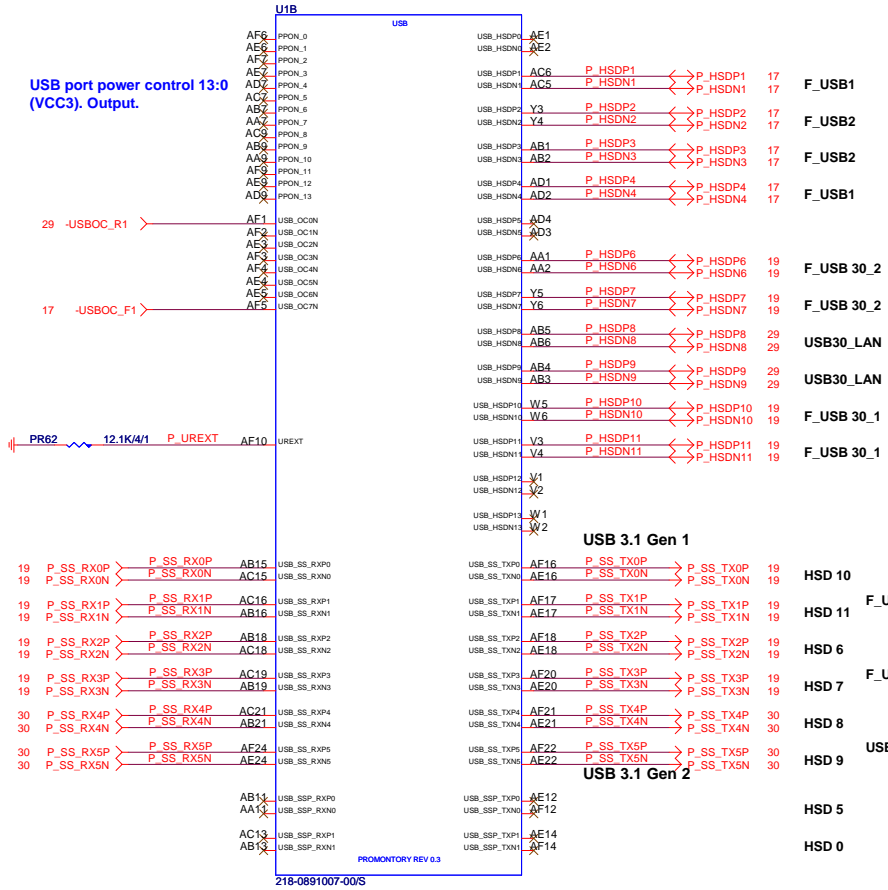 U1B
USB
USB port power control 13:0
(VCC3). Output.
AF6 PPON_0
AE6 PPON_1
AF7 PPON_2
AE7 PPON_3
AD7 PPON_4
AC7 PPON_5
AB7 PPON_6
AA7 PPON_7
AC9 PPON_8
AB9 PPON_9
AA9 PPON_10
AF9 PPON_11
AE9 PPON_12
AD9 PPON_13
29 -USBOC_R1 AF1 USB_OC0N
AF2 USB_OC1N
AE3 USB_OC2N
AF3 USB_OC3N
AF4 USB_OC4N
AE4 USB_OC5N
AE5 USB_OC6N
17 -USBOC_F1 AF5 USB_OC7N
PR62 12.1K/4/1 P_UREXT AF10 UREXT
19 P_SS_RX0P P_SS_RX0P AB15 USB_SS_RXP0
19 P_SS_RX0N P_SS_RX0N AC15 USB_SS_RXN0
19 P_SS_RX1P P_SS_RX1P AC16 USB_SS_RXP1
19 P_SS_RX1N P_SS_RX1N AB16 USB_SS_RXN1
19 P_SS_RX2P P_SS_RX2P AB18 USB_SS_RXP2
19 P_SS_RX2N P_SS_RX2N AC18 USB_SS_RXN2
19 P_SS_RX3P P_SS_RX3P AC19 USB_SS_RXP3
19 P_SS_RX3N P_SS_RX3N AB19 USB_SS_RXN3
30 P_SS_RX4P P_SS_RX4P AC21 USB_SS_RXP4
30 P_SS_RX4N P_SS_RX4N AB21 USB_SS_RXN4
30 P_SS_RX5P P_SS_RX5P AF24 USB_SS_RXP5
30 P_SS_RX5N P_SS_RX5N AE24 USB_SS_RXN5
AB11 USB_SSP_RXP0
AA11 USB_SSP_RXN0
AC13 USB_SSP_RXP1
AB13 USB_SSP_RXN1
USB_HSDP0 AE1
USB_HSDN0 AE2
USB_HSDP1 AC6 P_HSDP1 P_HSDP1 17
USB_HSDN1 AC5 P_HSDN1 P_HSDN1 17 F_USB1
USB_HSDP2 Y3 P_HSDP2 P_HSDP2 17
USB_HSDN2 Y4 P_HSDN2 P_HSDN2 17 F_USB2
USB_HSDP3 AB1 P_HSDP3 P_HSDP3 17
USB_HSDN3 AB2 P_HSDN3 P_HSDN3 17 F_USB2
USB_HSDP4 AD1 P_HSDP4 P_HSDP4 17
USB_HSDN4 AD2 P_HSDN4 P_HSDN4 17 F_USB1
USB_HSDP5 AD4
USB_HSDN5 AD3
USB_HSDP6 AA1 P_HSDP6 P_HSDP6 19
USB_HSDN6 AA2 P_HSDN6 P_HSDN6 19 F_USB 30_2
USB_HSDP7 Y5 P_HSDP7 P_HSDP7 19
USB_HSDN7 Y6 P_HSDN7 P_HSDN7 19 F_USB 30_2
USB_HSDP8 AB5 P_HSDP8 P_HSDP8 29
USB_HSDN8 AB6 P_HSDN8 P_HSDN8 29 USB30_LAN
USB_HSDP9 AB4 P_HSDP9 P_HSDP9 29
USB_HSDN9 AB3 P_HSDN9 P_HSDN9 29 USB30_LAN
USB_HSDP10 W5 P_HSDP10 P_HSDP10 19
USB_HSDN10 W6 P_HSDN10 P_HSDN10 19 F_USB 30_1
USB_HSDP11 V3 P_HSDP11 P_HSDP11 19
USB_HSDN11 V4 P_HSDN11 P_HSDN11 19 F_USB 30_1
USB_HSDP12 V1
USB_HSDN12 V2
USB_HSDP13 W1
USB_HSDN13 W2
USB 3.1 Gen 1
USB_SS_TXP0 AF16 P_SS_TX0P P_SS_TX0P 19
USB_SS_TXN0 AE16 P_SS_TX0N P_SS_TX0N 19 HSD 10
USB_SS_TXP1 AF17 P_SS_TX1P P_SS_TX1P 19 F_U
USB_SS_TXN1 AE17 P_SS_TX1N P_SS_TX1N 19 HSD 11
USB_SS_TXP2 AF18 P_SS_TX2P P_SS_TX2P 19
USB_SS_TXN2 AE18 P_SS_TX2N P_SS_TX2N 19 HSD 6
USB_SS_TXP3 AF20 P_SS_TX3P P_SS_TX3P 19 F_U
USB_SS_TXN3 AE20 P_SS_TX3N P_SS_TX3N 19 HSD 7
USB_SS_TXP4 AF21 P_SS_TX4P P_SS_TX4P 30
USB_SS_TXN4 AE21 P_SS_TX4N P_SS_TX4N 30 HSD 8
USB_SS_TXP5 AF22 P_SS_TX5P P_SS_TX5P 30 USB
USB_SS_TXN5 AE22 P_SS_TX5N P_SS_TX5N 30 HSD 9
USB 3.1 Gen 2
USB_SSP_TXP0 AE12
USB_SSP_TXN0 AF12 HSD 5
USB_SSP_TXP1 AE14
USB_SSP_TXN1 AF14 HSD 0
PROMONTORY REV 0.3
218-0891007-00/S